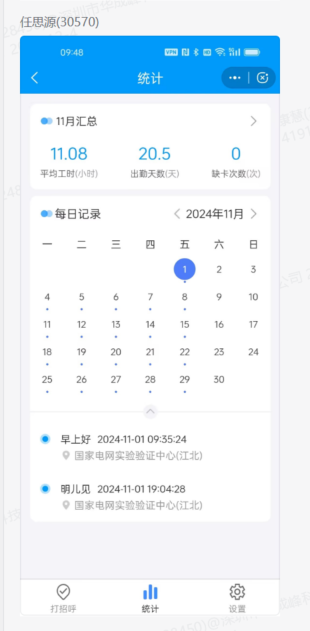 任思源(30570)
09:48
统计
11月汇总
11.08 20.5 0
平均工时(小时) 出勤天数(天) 缺卡次数(次)
每日记录 2024年11月
一 二 三 四 五 六 日
1 2 3
4 5 6 7 8 9 10
11 12 13 14 15 16 17
18 19 20 21 22 23 24
25 26 27 28 29 30
早上好 2024-11-01 09:35:24
国家电网实验验证中心(江北)
明儿见 2024-11-01 19:04:28
国家电网实验验证中心(江北)
打招呼 统计 设置